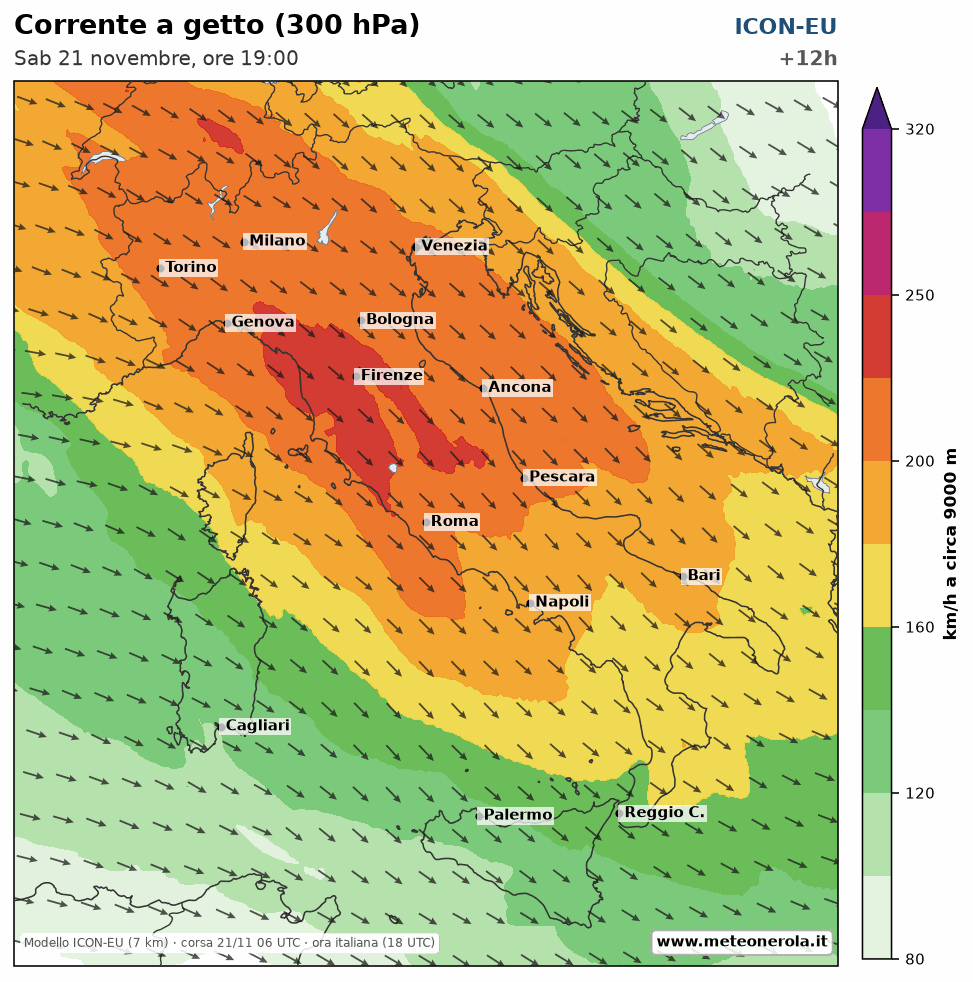 Corrente a getto (300 hPa)
ICON-EU
Sab 21 novembre, ore 19:00
+12h
Milano
Venezia
Torino
Genova
Bologna
Firenze
Ancona
Pescara
Roma
Bari
Napoli
Cagliari
Palermo
Reggio C.
320
250
200
160
120
80
km/h a circa 9000 m
Modello ICON-EU (7 km) · corsa 21/11 06 UTC · ora italiana (18 UTC)
www.meteonerola.it